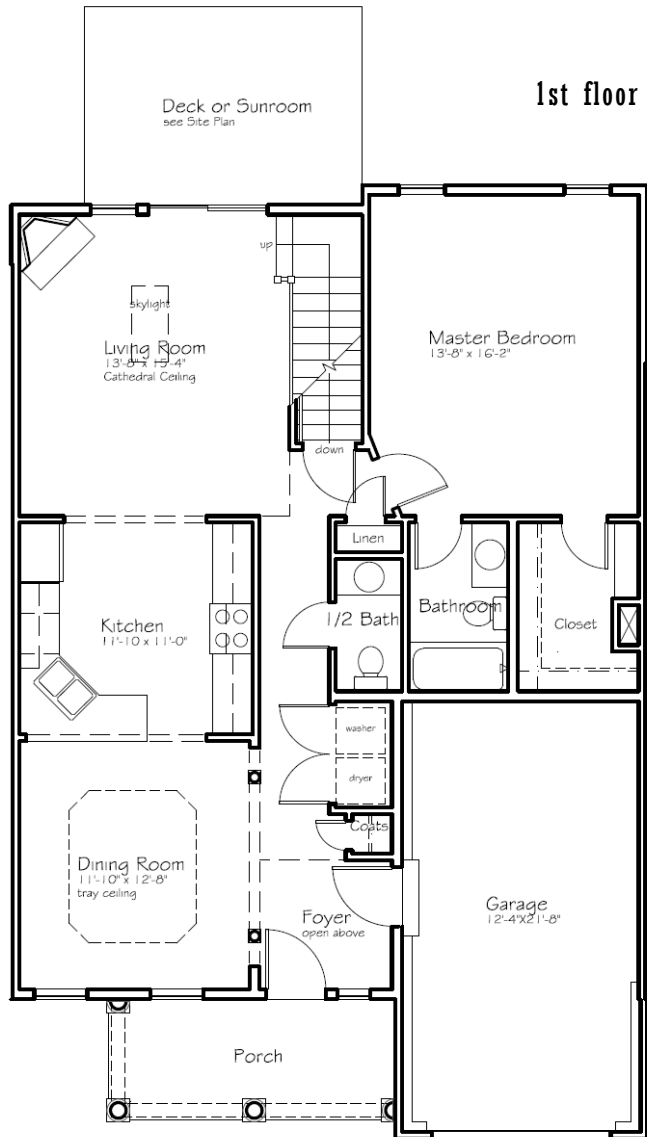 1st floor
Deck or Sunroom
see Site Plan
up
skylight
Living Room
13'-8" x 15'-4"
Cathedral Ceiling
Master Bedroom
13'-8" x 16'-2"
down
Linen
Kitchen
11'-10 x 11'-0"
1/2 Bath
Bathroom
Closet
washer
dryer
Coats
Dining Room
11'-10" x 12'-8"
tray ceiling
Foyer
open above
Garage
12'-4"X21'-8"
Porch